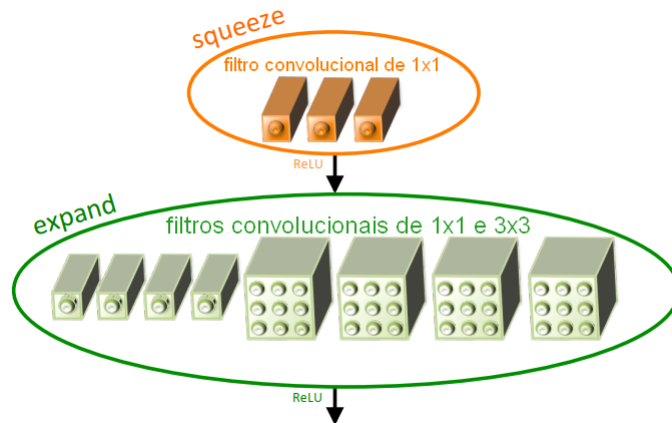 squeeze
filtro convolucional de 1x1
ReLU
expand
filtros convolucionais de 1x1 e 3x3
ReLU